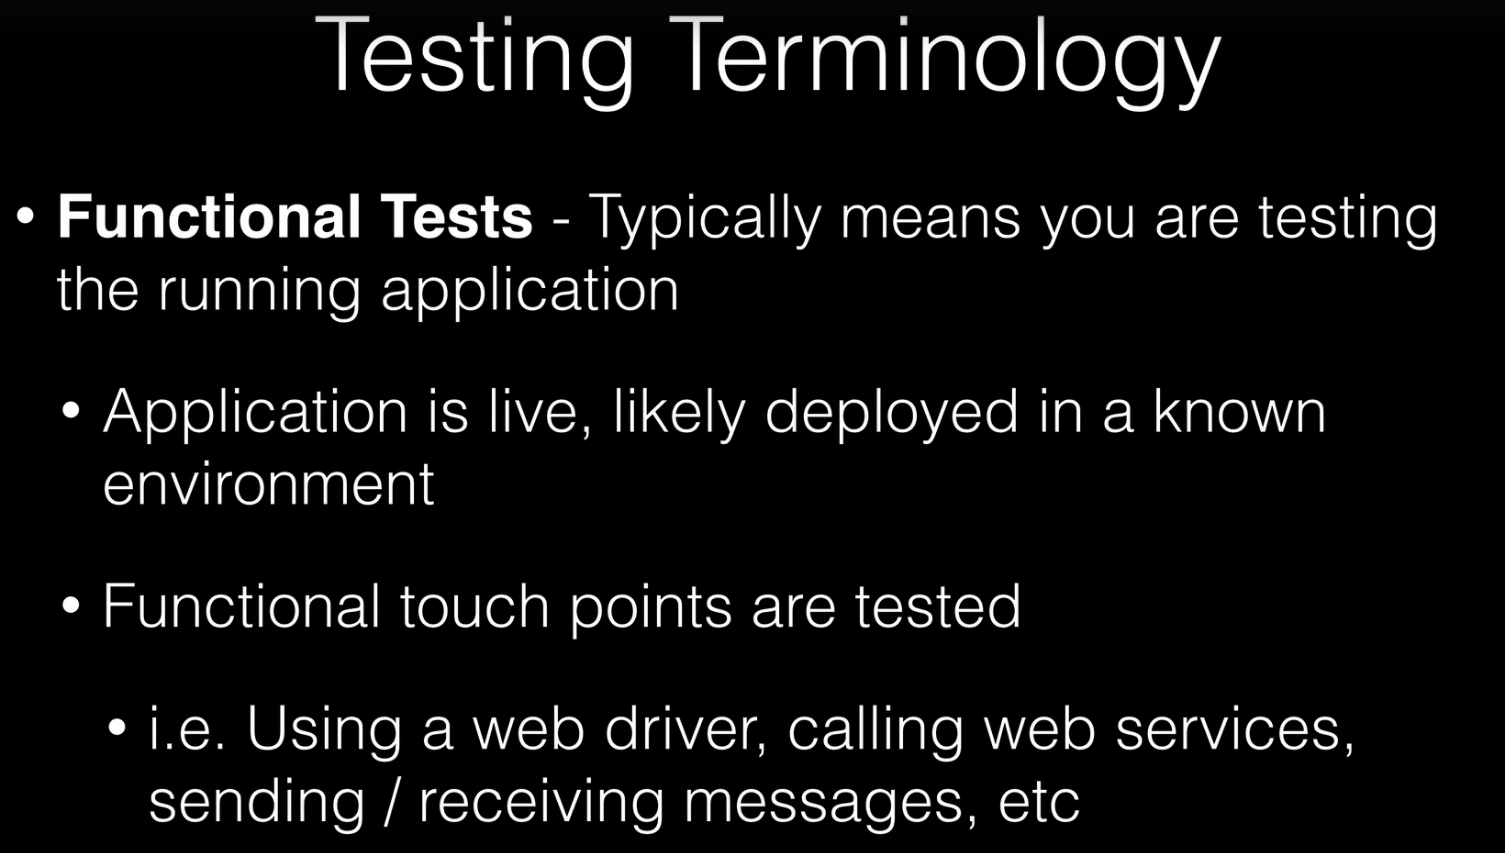 Testing Terminology
• Functional Tests - Typically means you are testing
the running application
• Application is live, likely deployed in a known
environment
• Functional touch points are tested
• i.e. Using a web driver, calling web services,
sending / receiving messages, etc